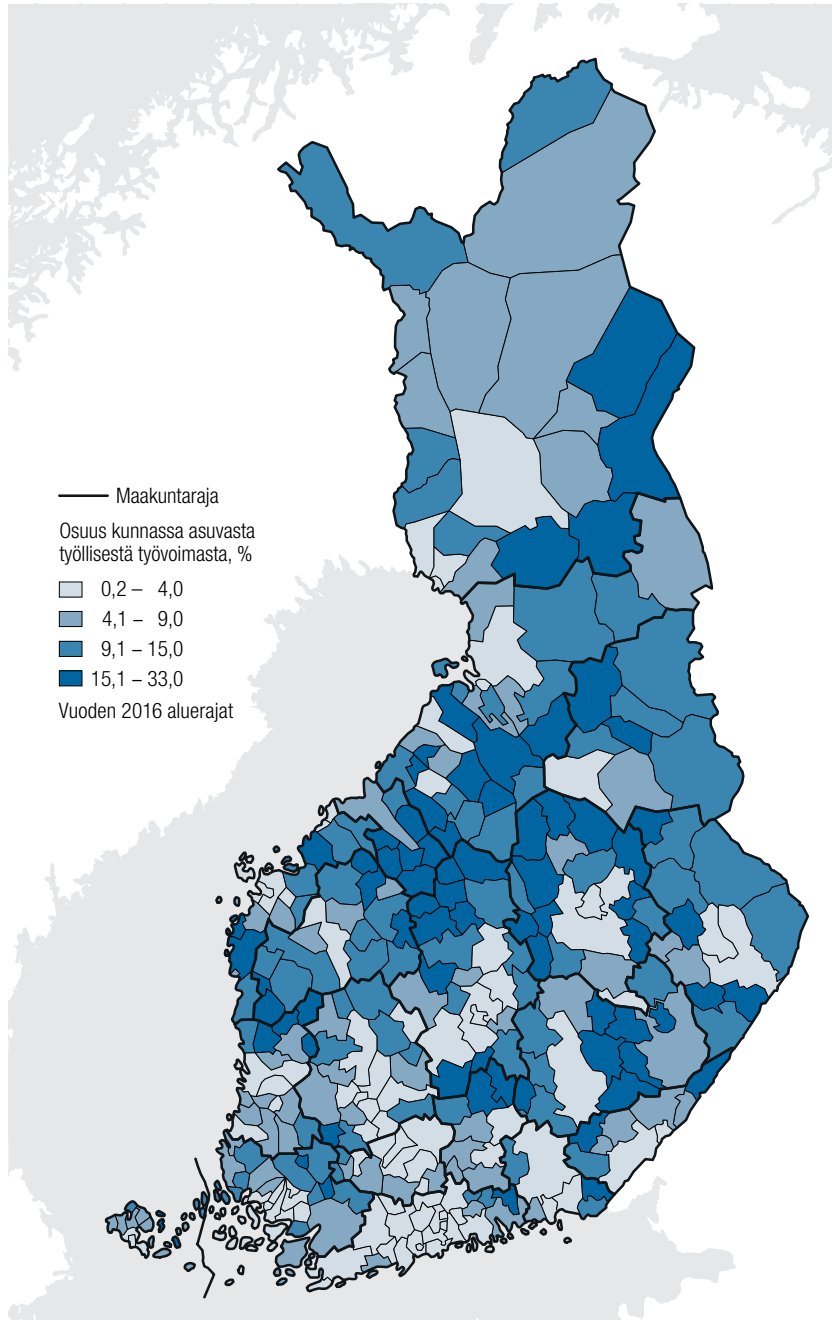 Maakuntaraja
Osuus kunnassa asuvasta
työllisestä työvoimasta, %
0,2 – 4,0
4,1 – 9,0
9,1 – 15,0
15,1 – 33,0
Vuoden 2016 aluerajat